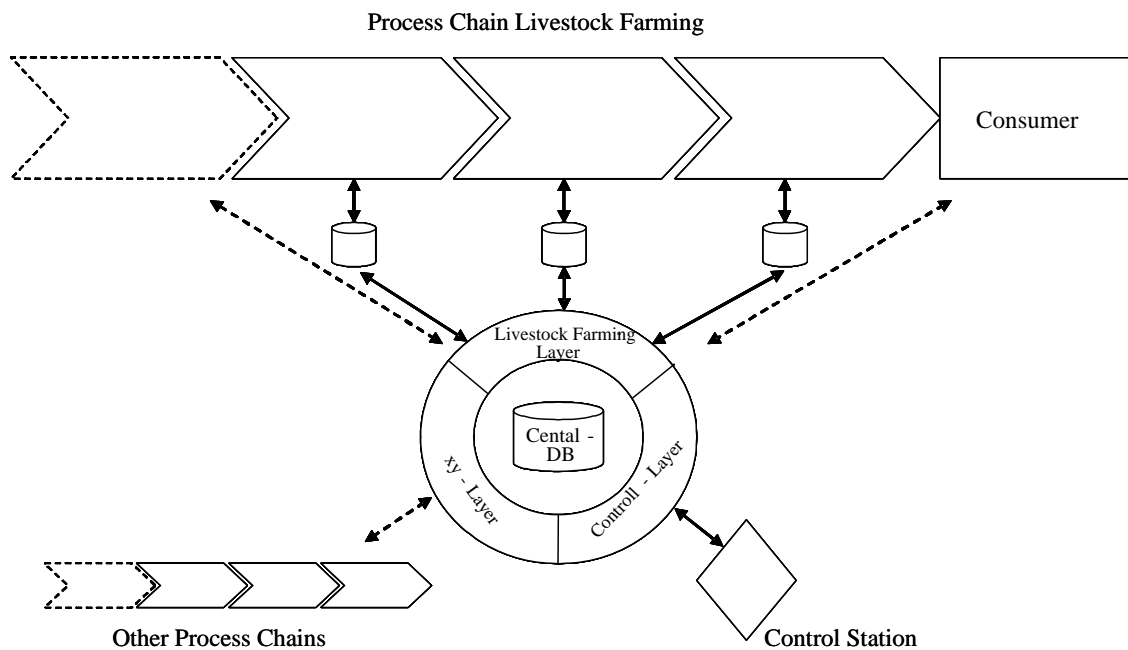 Process Chain Livestock Farming
Consumer
Livestock Farming
Layer
Cental -
DB
xy - Layer
Controll - Layer
Other Process Chains
Control Station